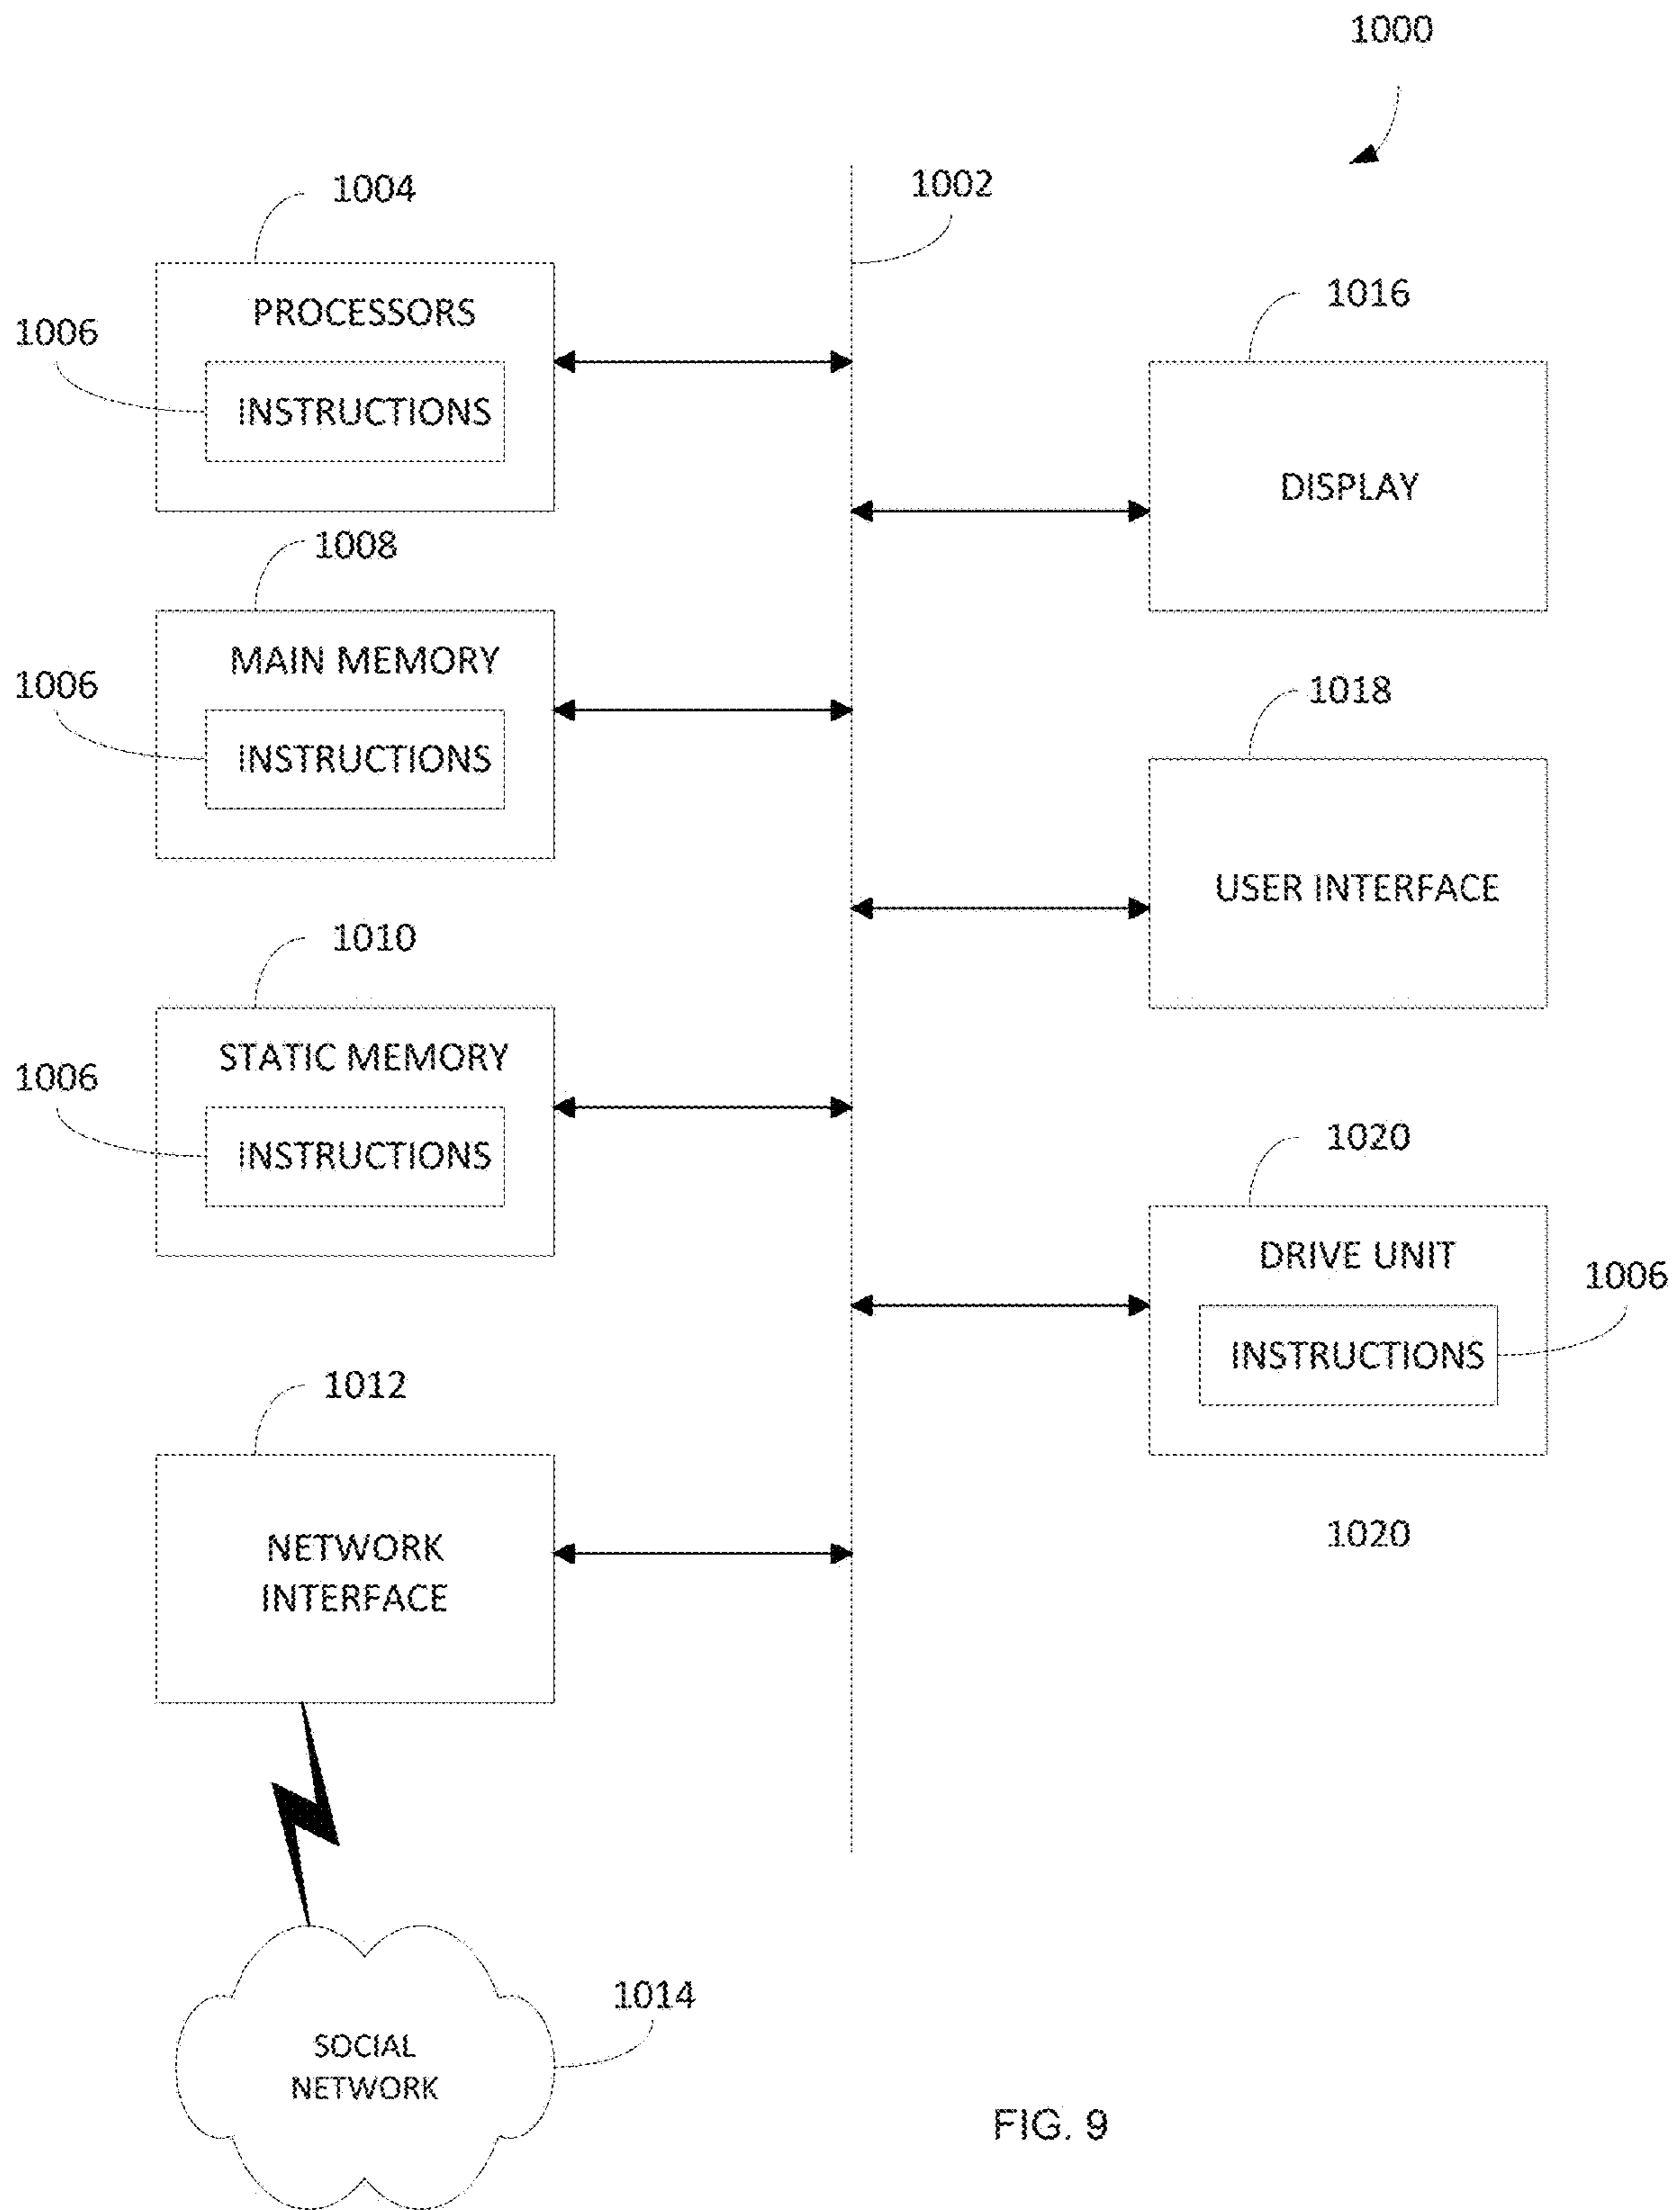 1000
1004
1002
PROCESSORS
1006
INSTRUCTIONS
1016
DISPLAY
1008
MAIN MEMORY
1006
INSTRUCTIONS
1018
USER INTERFACE
1010
STATIC MEMORY
1006
INSTRUCTIONS
1020
DRIVE UNIT
1006
INSTRUCTIONS
1012
NETWORK
INTERFACE
1020
1014
SOCIAL
NETWORK
FIG. 9